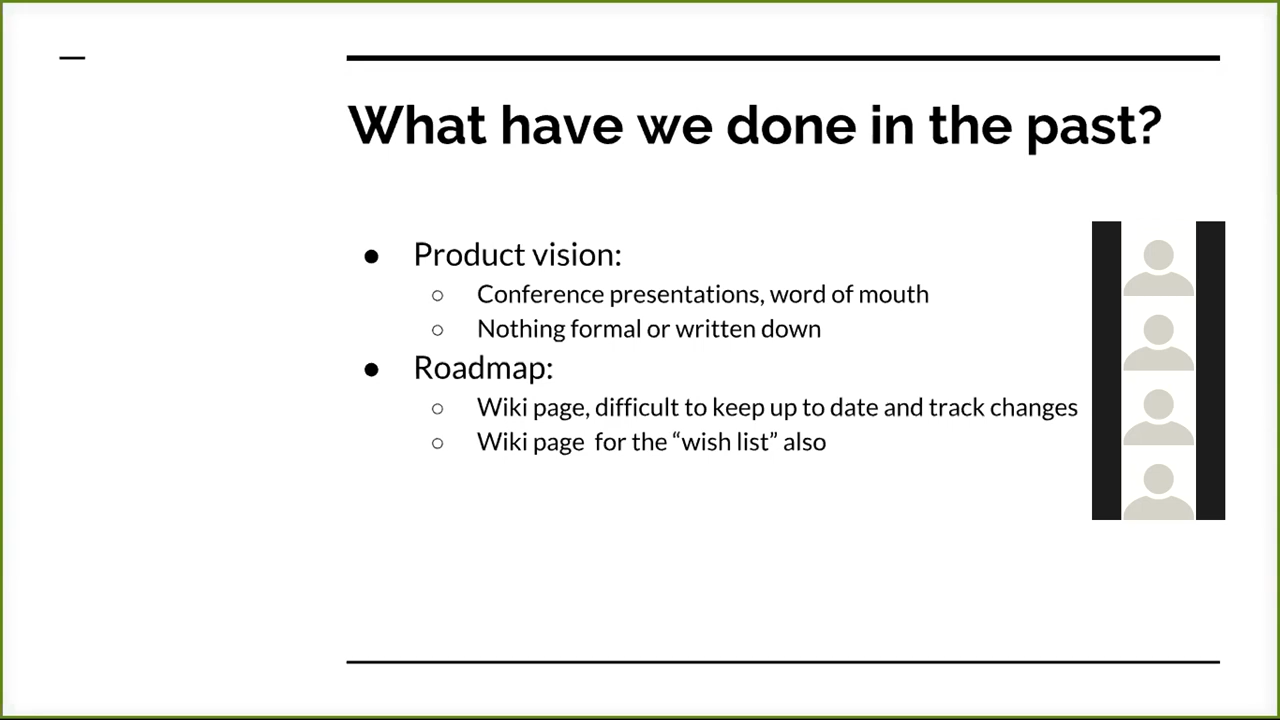 What have we done in the past?
● Product vision:
○ Conference presentations, word of mouth
○ Nothing formal or written down
● Roadmap:
○ Wiki page, difficult to keep up to date and track changes
○ Wiki page  for the “wish list” also